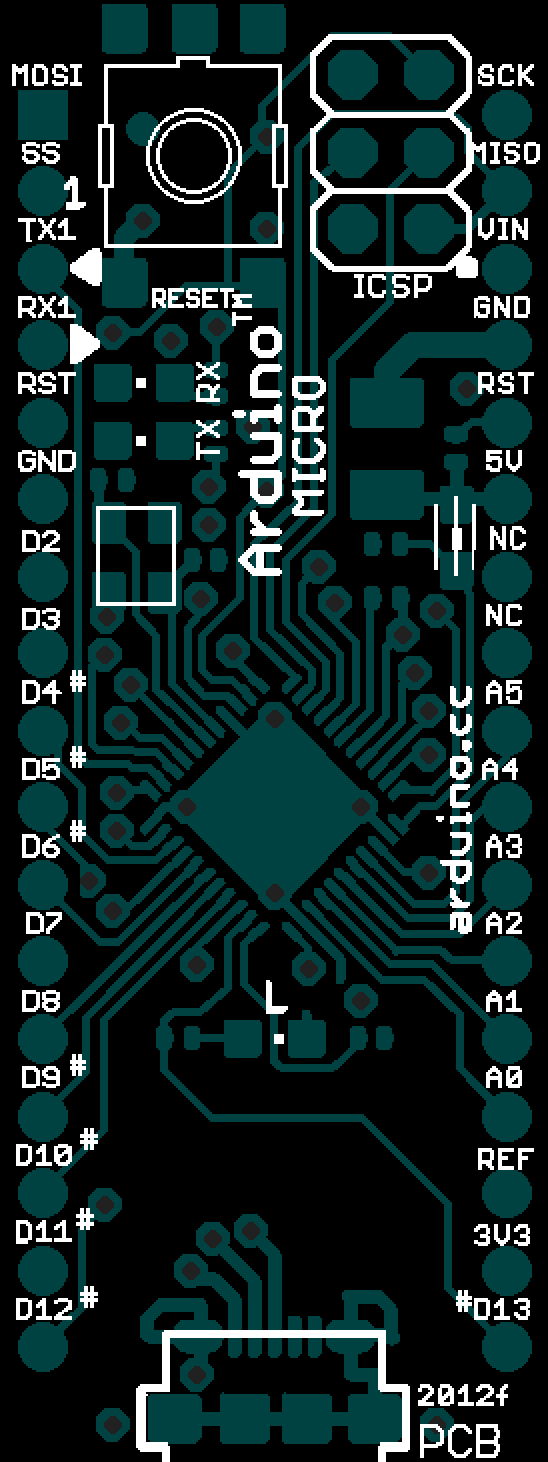 MOSI
SCK
SS
MISO
1
TX1
VIN
ICSP
RESET
TM
RX1
GND
RX
TX
Arduino
MICRO
RST
RST
GND
5V
D2
NC
D3
NC
D4 #
A5
D5 #
A4
arduino.cc
D6 #
A3
D7
A2
L
D8
A1
D9 #
A0
D10 #
REF
D11 #
3V3
D12 #
#D13
2012f
PCB